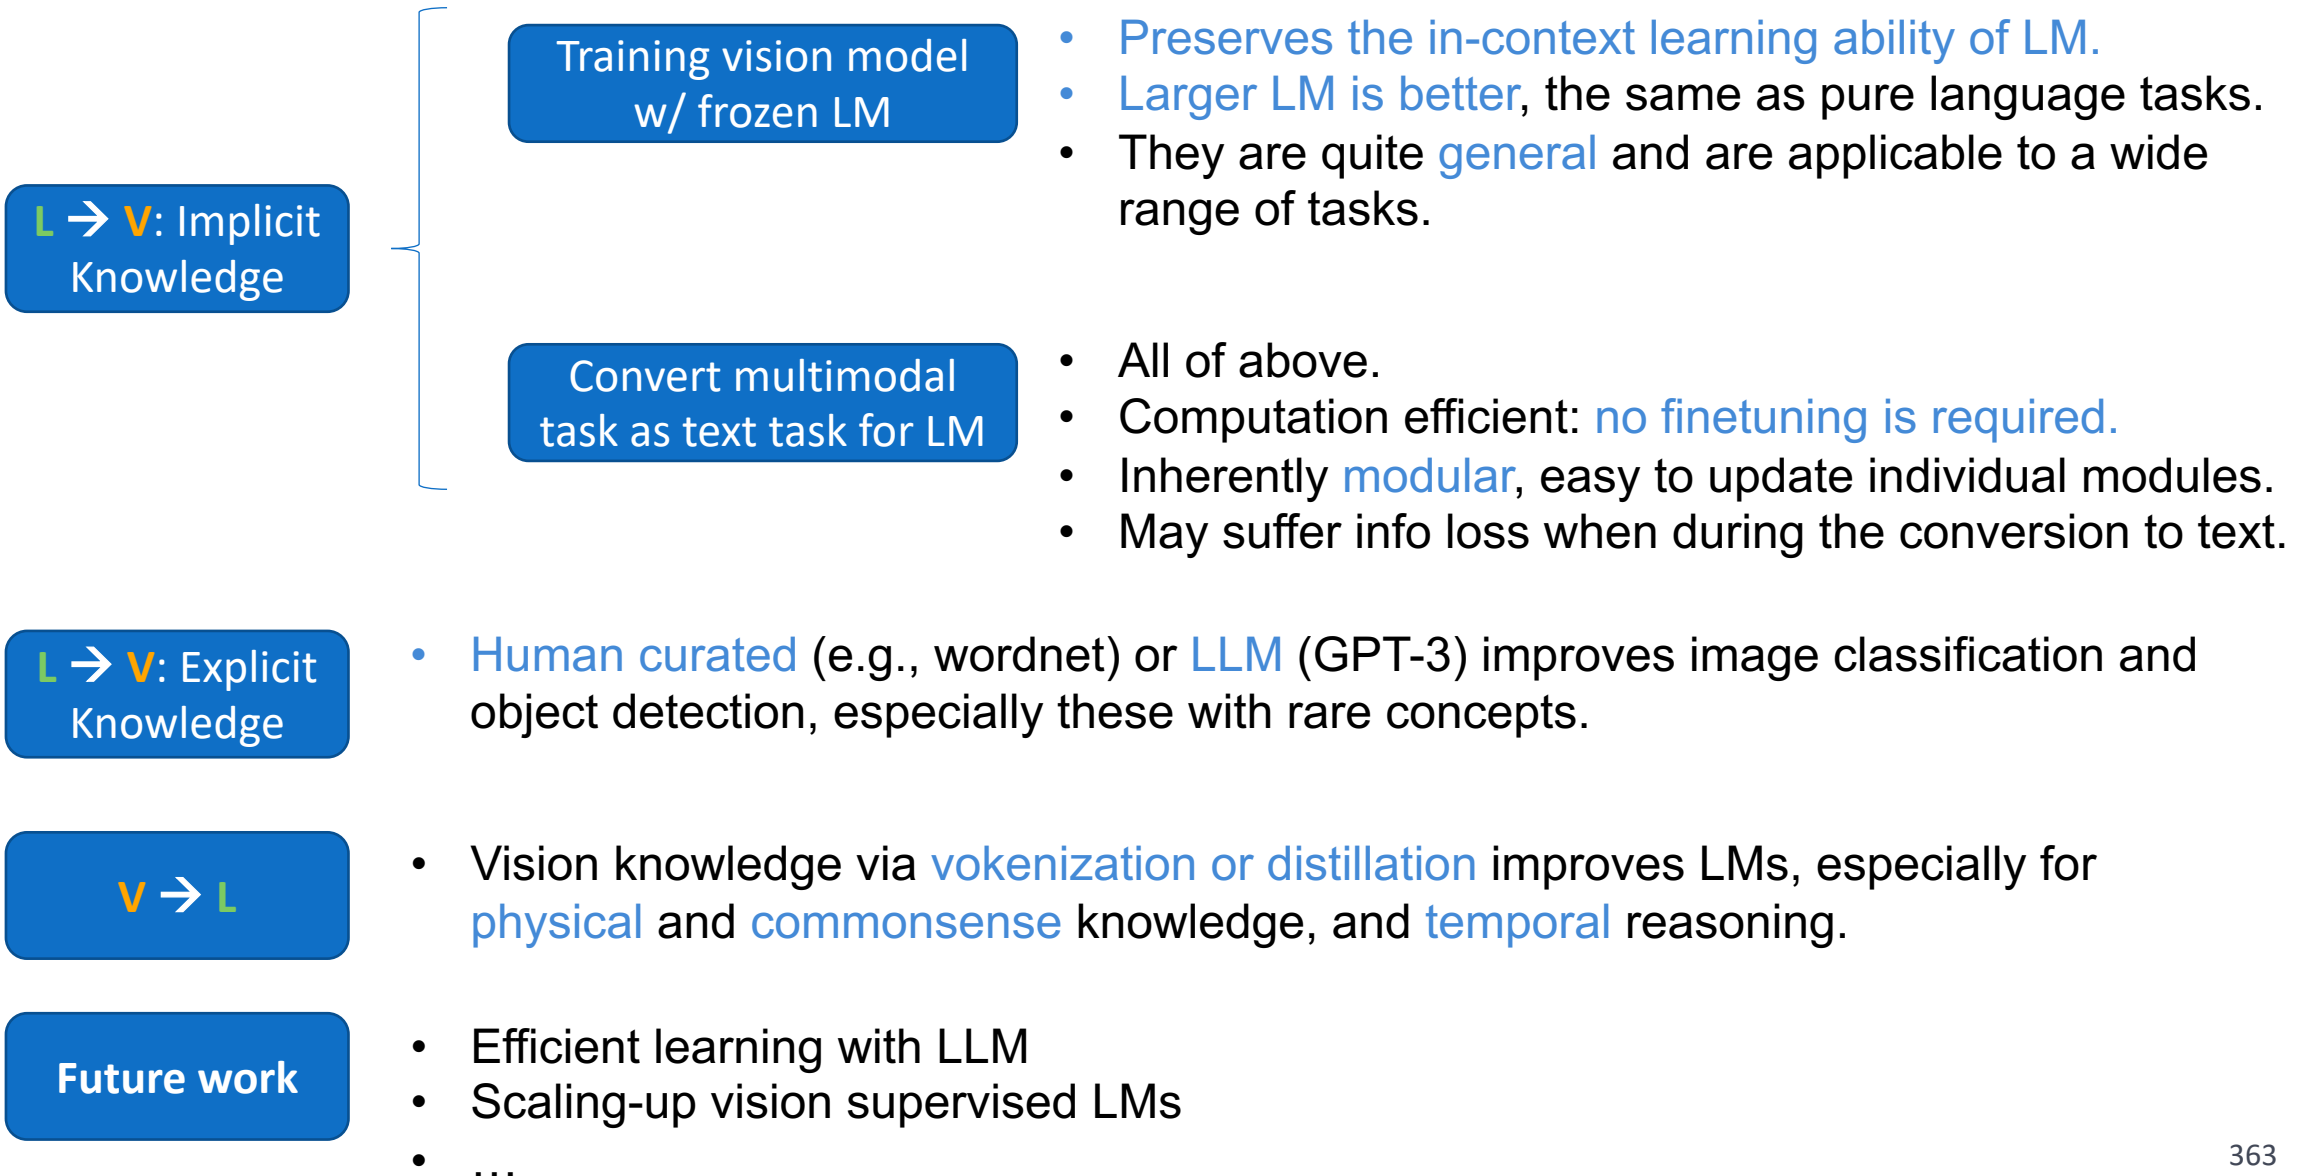 Training vision model
w/ frozen LM
• Preserves the in-context learning ability of LM.
• Larger LM is better, the same as pure language tasks.
• They are quite general and are applicable to a wide
range of tasks.
L → V: Implicit
Knowledge
Convert multimodal
task as text task for LM
• All of above.
• Computation efficient: no finetuning is required.
• Inherently modular, easy to update individual modules.
• May suffer info loss when during the conversion to text.
L → V: Explicit
Knowledge
• Human curated (e.g., wordnet) or LLM (GPT-3) improves image classification and
object detection, especially these with rare concepts.
V → L
• Vision knowledge via vokenization or distillation improves LMs, especially for
physical and commonsense knowledge, and temporal reasoning.
Future work
• Efficient learning with LLM
• Scaling-up vision supervised LMs
• …
363